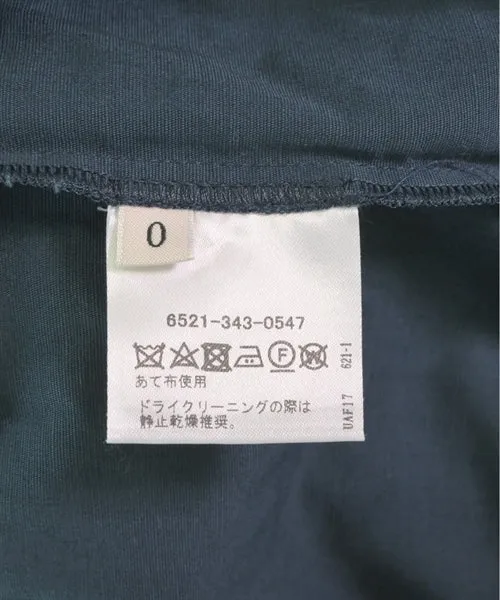 0
6521-343-0547
あて布使用
ドライクリーニングの際は
静止乾燥推奨。
UAF17 621-1